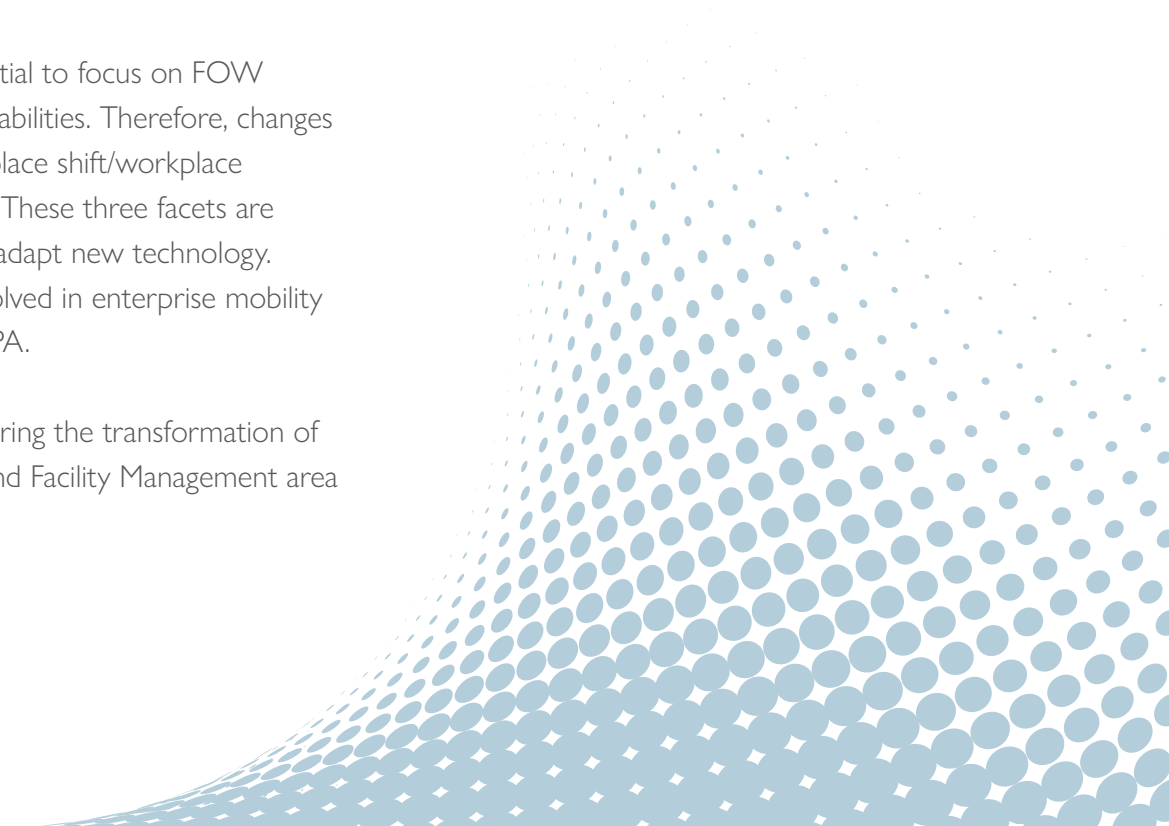 tial to focus on FOW
abilities. Therefore, changes
lace shift/workplace
These three facets are
adapt new technology.
olved in enterprise mobility
PA.
ring the transformation of
nd Facility Management area